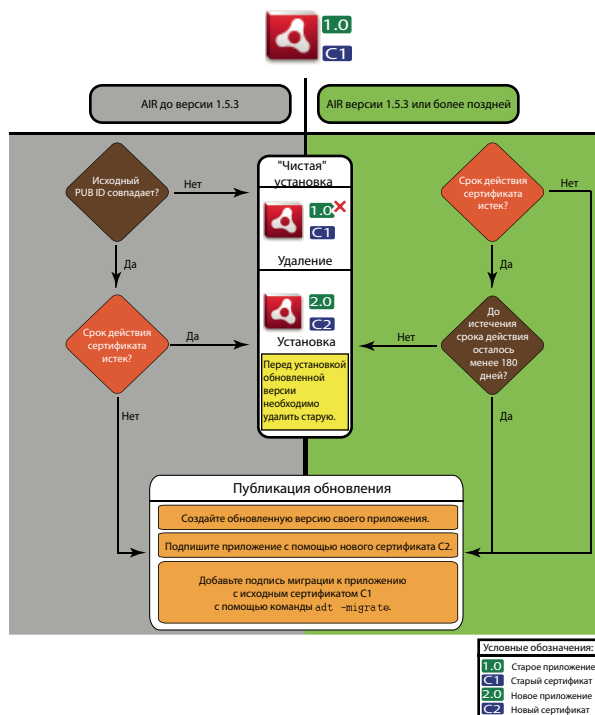 1.0
C1
AIR до версии 1.5.3
AIR версии 1.5.3 или более поздней
Исходный
PUB ID совпадает?
Нет
Да
Срок действия
сертификата
истек?
Да
Нет
"Чистая"
установка
1.0
C1
Удаление
2.0
C2
Установка
Перед установкой
обновленной
версии
необходимо
удалить старую.
Срок действия
сертификата
истек?
Нет
Да
До
истечения
срока действия
осталось
менее 180
дней?
Нет
Да
Публикация обновления
Создайте обновленную версию своего приложения.
Подпишите приложение с помощью нового сертификата C2.
Добавьте подпись миграции к приложению
с исходным сертификатом C1
с помощью команды adt -migrate.
Условные обозначения:
1.0 Старое приложение
C1 Старый сертификат
2.0 Новое приложение
C2 Новый сертификат